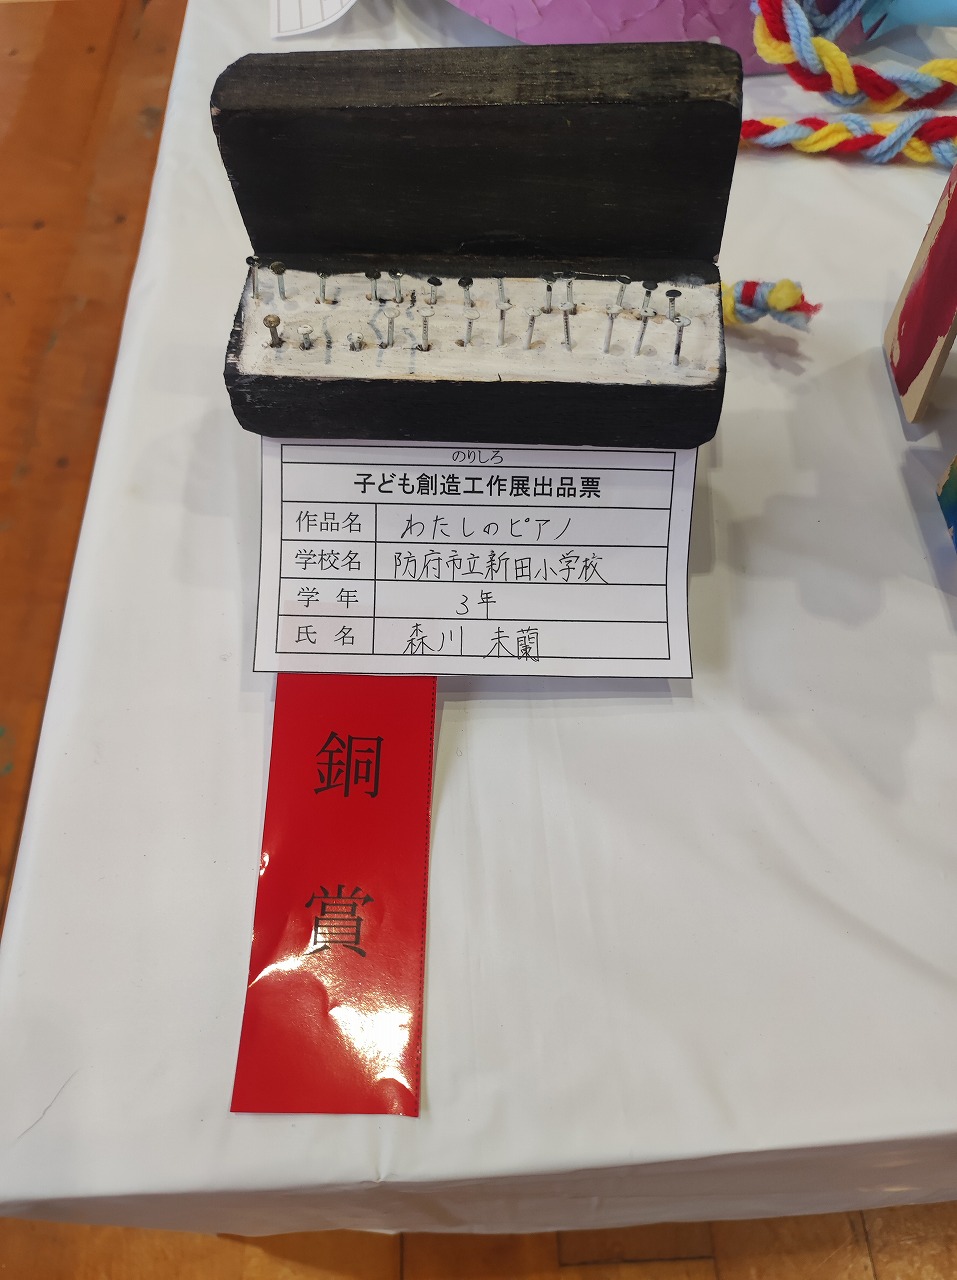 のりしろ
子ども創造工作展出品票
作品名 わたしのピアノ
学校名 防府市立新田小学校
学年 3年
氏名 森川 未蘭
銅賞